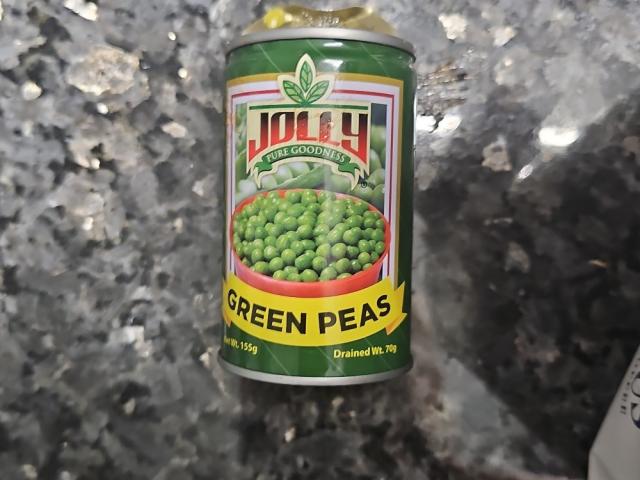 JOLLY
PURE GOODNESS
GREEN PEAS
Net Wt. 155g
Drained Wt. 70g